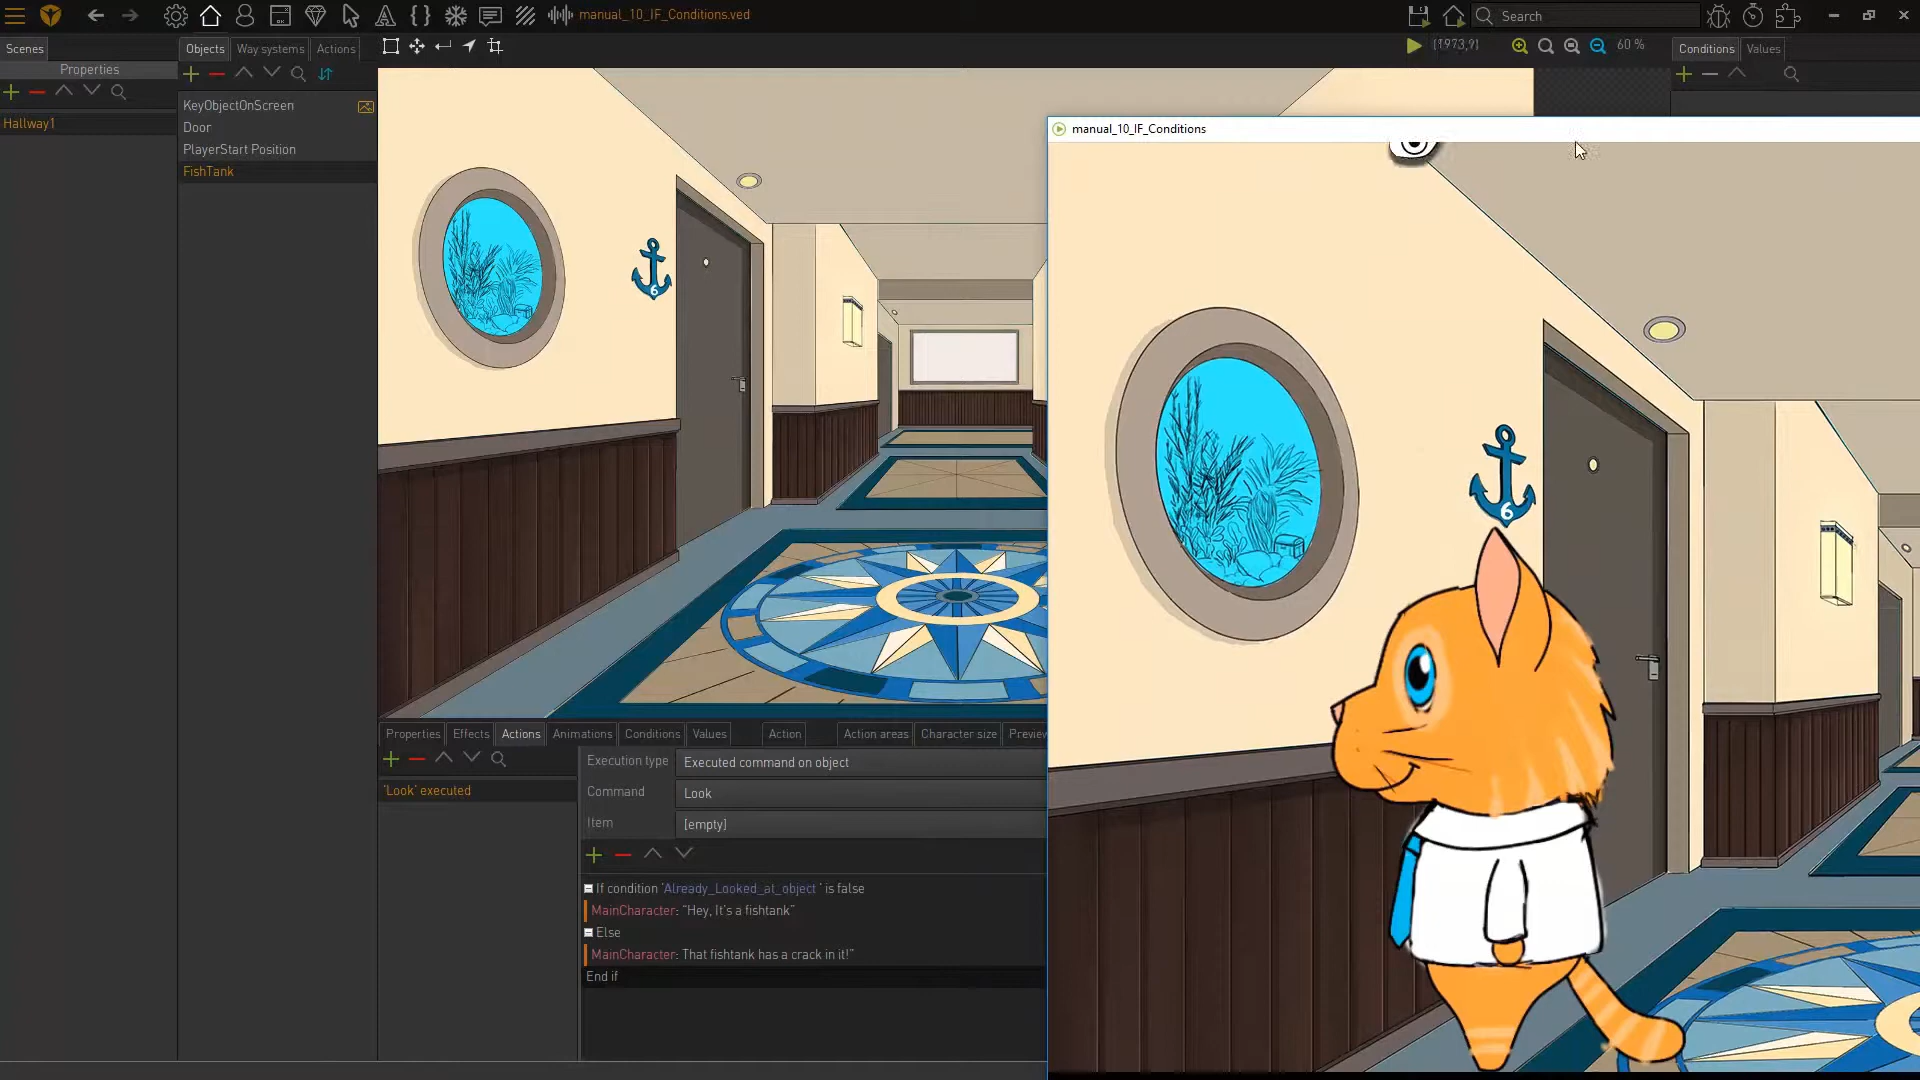 manual_10_IF_Conditions.ved
Search
Scenes
Objects
Way systems
Actions
[1973,9]
60 %
Conditions
Values
Properties
Hallway1
KeyObjectOnScreen
Door
PlayerStart Position
FishTank
manual_10_IF_Conditions
6
6
Properties
Effects
Actions
Animations
Conditions
Values
Action
Action areas
Character size
Preview
'Look' executed
Execution type
Executed command on object
Command
Look
Item
[empty]
If condition 'Already_Looked_at_object ' is false
MainCharacter: "Hey, It's a fishtank"
Else
MainCharacter: That fishtank has a crack in it!"
End if